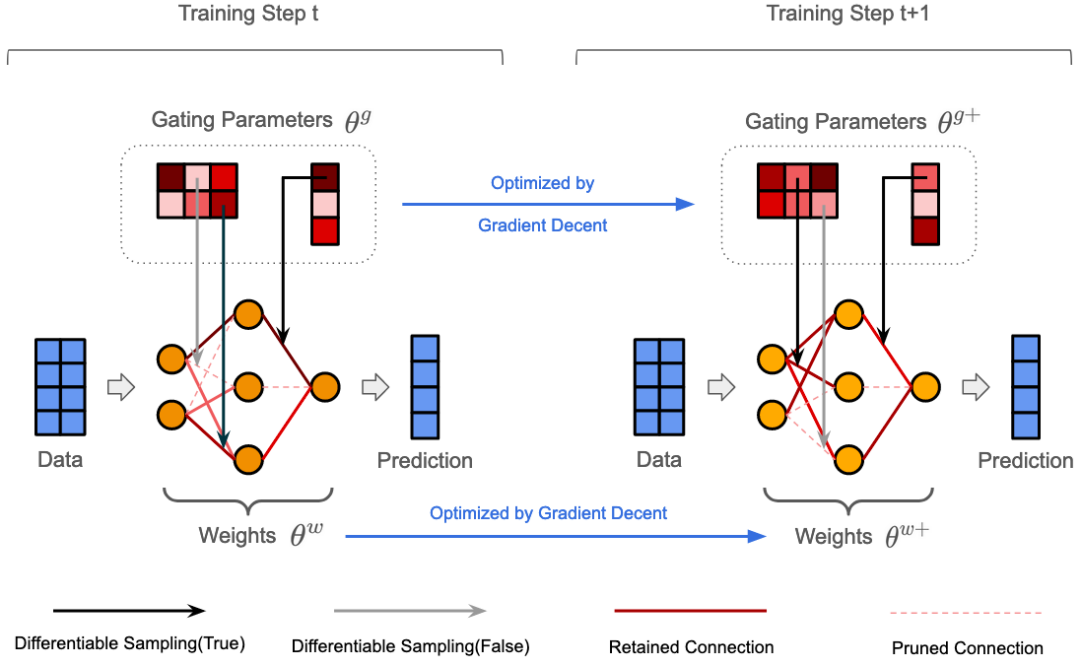 Training Step t
Training Step t+1
Gating Parameters θ^g
Gating Parameters θ^{g+}
Optimized by
Gradient Decent
Data
Prediction
Data
Prediction
Weights θ^w
Optimized by Gradient Decent
Weights θ^{w+}
Differentiable Sampling(True)
Differentiable Sampling(False)
Retained Connection
Pruned Connection